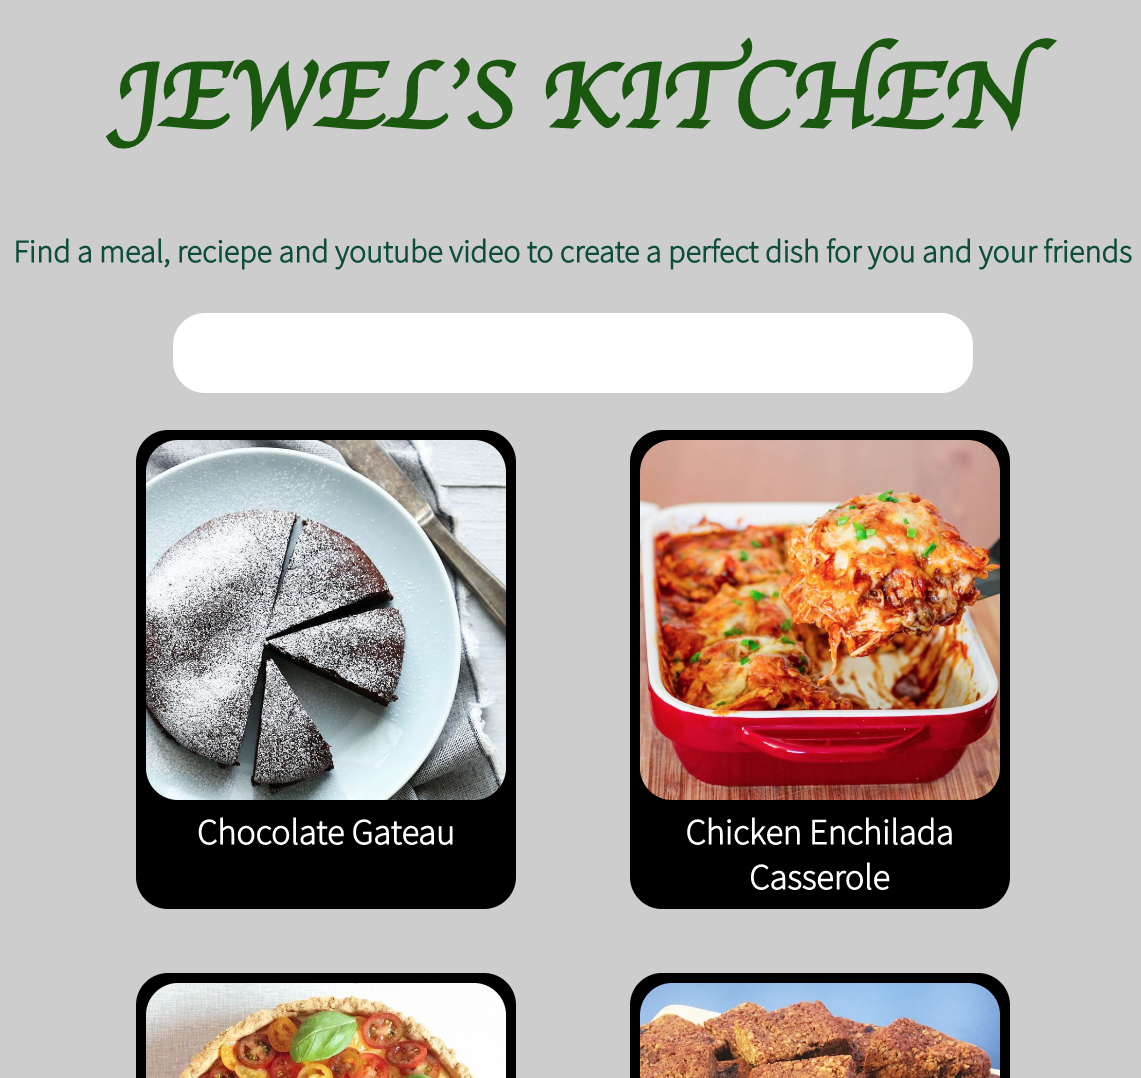 JEWEL'S KITCHEN
Find a meal, reciepe and youtube video to create a perfect dish for you and your friends
Chocolate Gateau
Chicken Enchilada
Casserole